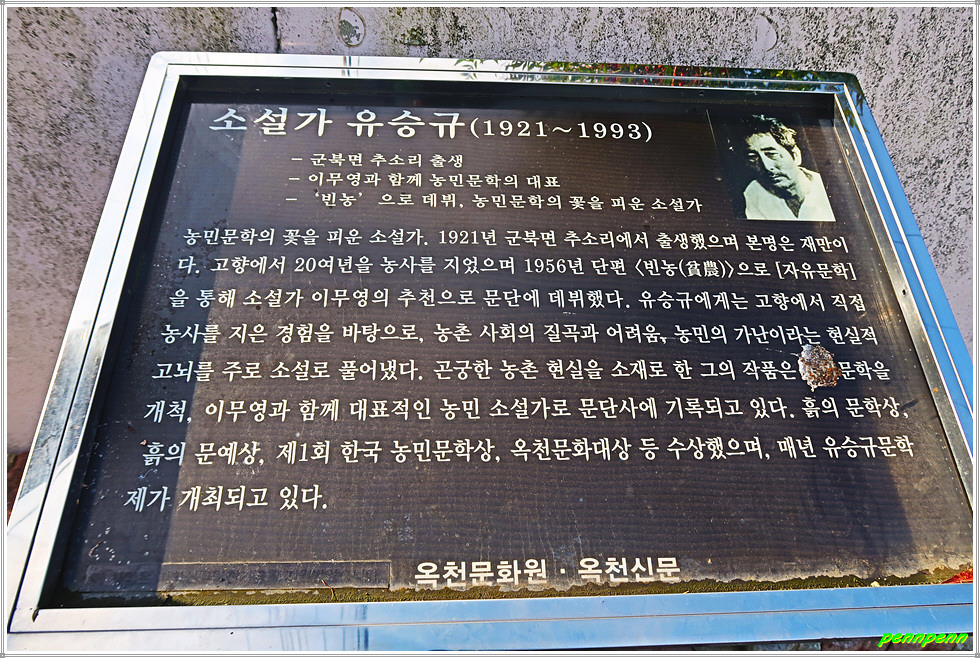 소설가 유승규(1921~1993)
- 군북면 추소리 출생
- 이무영과 함께 농민문학의 대표
- '빈농' 으로 데뷔, 농민문학의 꽃을 피운 소설가
농민문학의 꽃을 피운 소설가. 1921년 군북면 추소리에서 출생했으며 본명은 재만이
다. 고향에서 20여년을 농사를 지었으며 1956년 단편 〈빈농(貧農)〉으로 [자유문학]
을 통해 소설가 이무영의 추천으로 문단에 데뷔했다. 유승규에게는 고향에서 직접
농사를 지은 경험을 바탕으로, 농촌 사회의 질곡과 어려움, 농민의 가난이라는 현실적
고뇌를 주로 소설로 풀어냈다. 곤궁한 농촌 현실을 소재로 한 그의 작품은 문학을
개척, 이무영과 함께 대표적인 농민 소설가로 문단사에 기록되고 있다. 흙의 문학상,
흙의 문예상, 제1회 한국 농민문학상, 옥천문화대상 등 수상했으며, 매년 유승규문학
제가 개최되고 있다.
옥천문화원 · 옥천신문
pennpenn